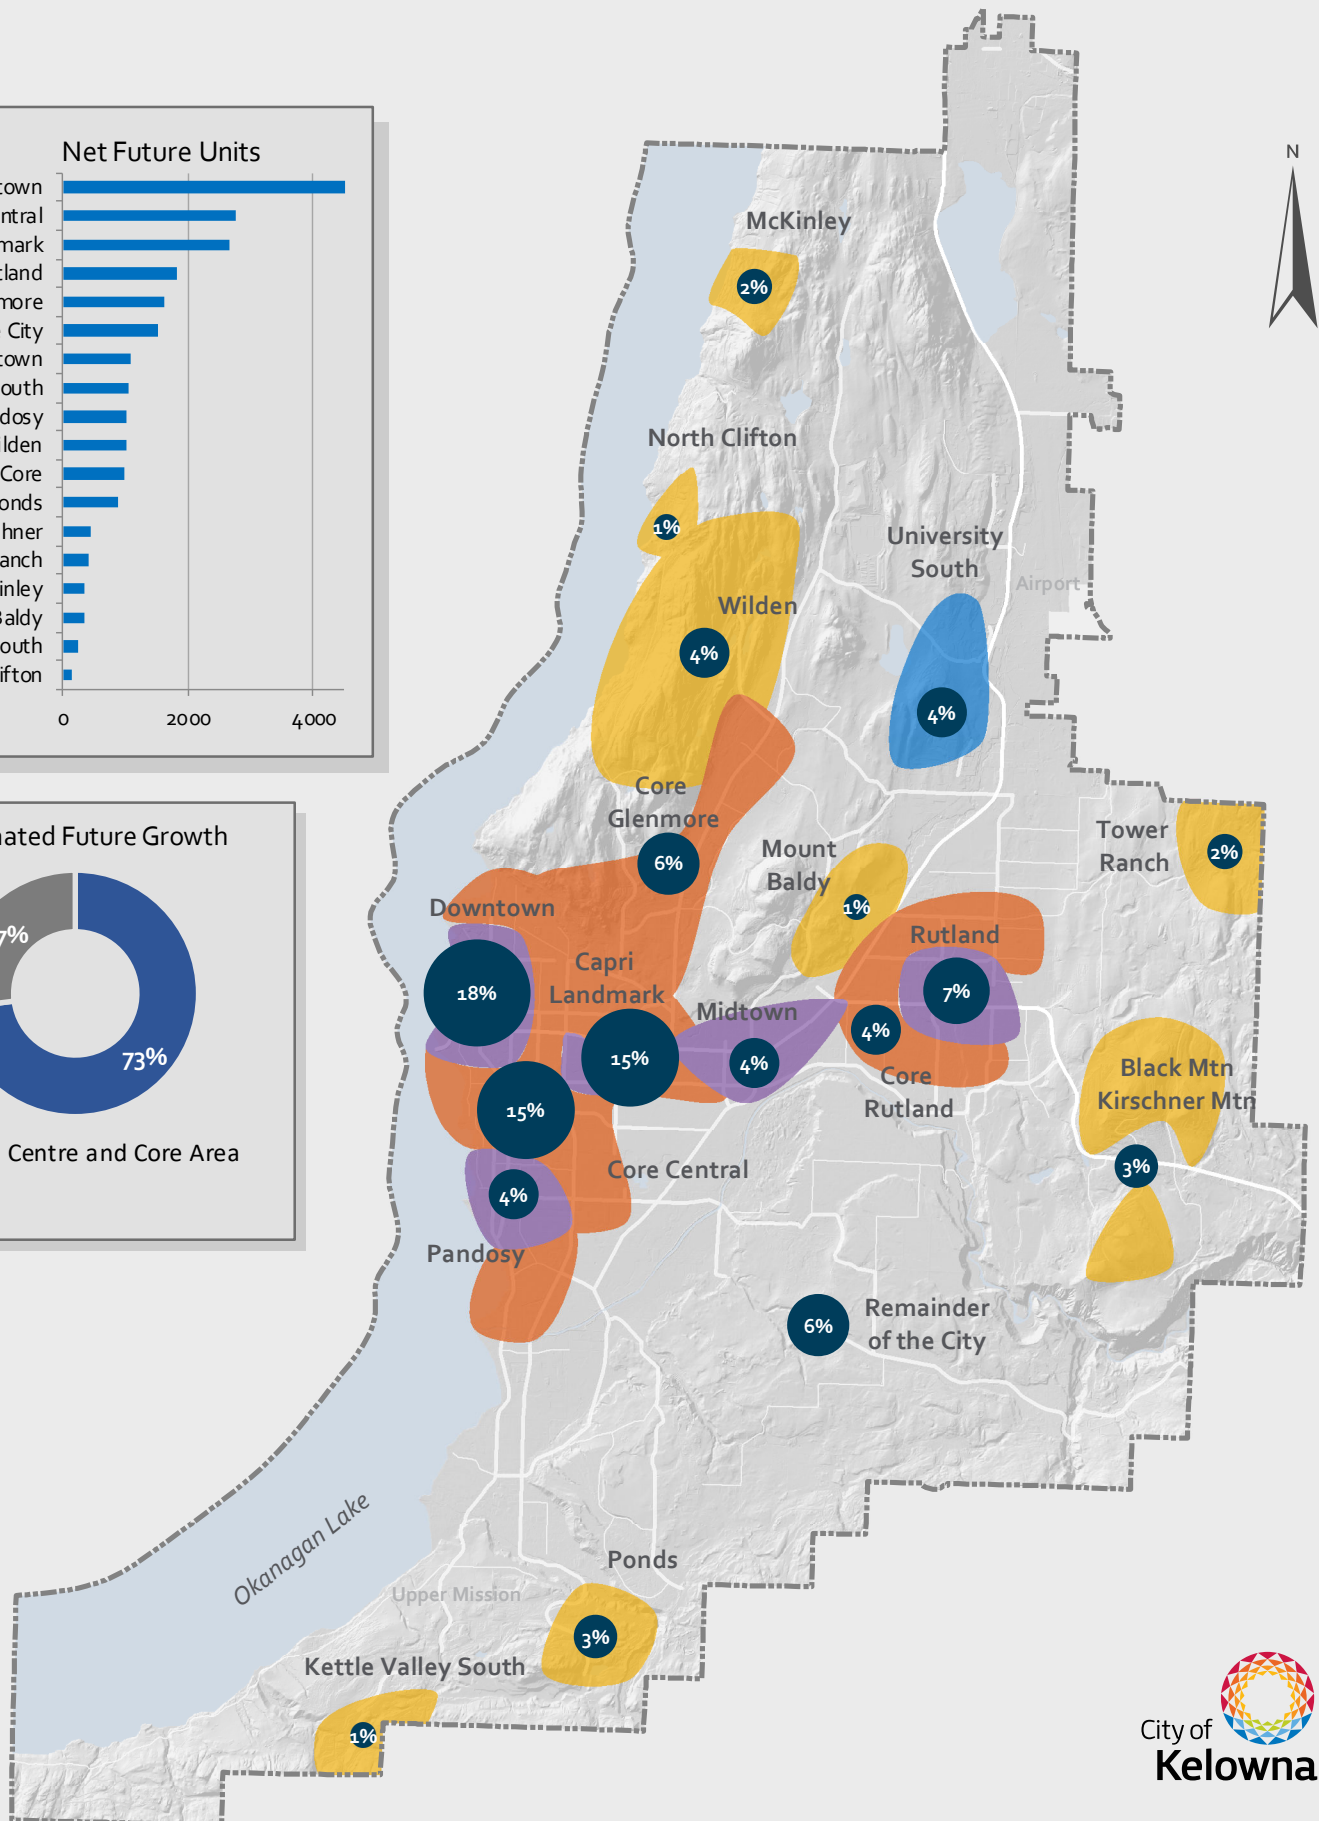 Net Future Units
town
ntral
mark
tland
more
City
town
outh
dosy
ilden
Core
onds
hner
anch
inley
Baldy
outh
ifton
0 2000 4000
ated Future Growth
7%
73%
Centre and Core Area
N
McKinley
2%
North Clifton
1%
University
South
Airport
Wilden
4%
4%
Core
Glenmore
6%
Mount
Baldy
1%
Tower
Ranch
2%
Downtown
18%
Capri
Landmark
15%
Midtown
4%
Rutland
7%
4%
Core
Rutland
Black Mtn
Kirschner Mtn
3%
15%
Core Central
4%
Pandosy
6%
Remainder
of the City
Okanagan Lake
Upper Mission
Ponds
3%
Kettle Valley South
1%
City of
Kelowna